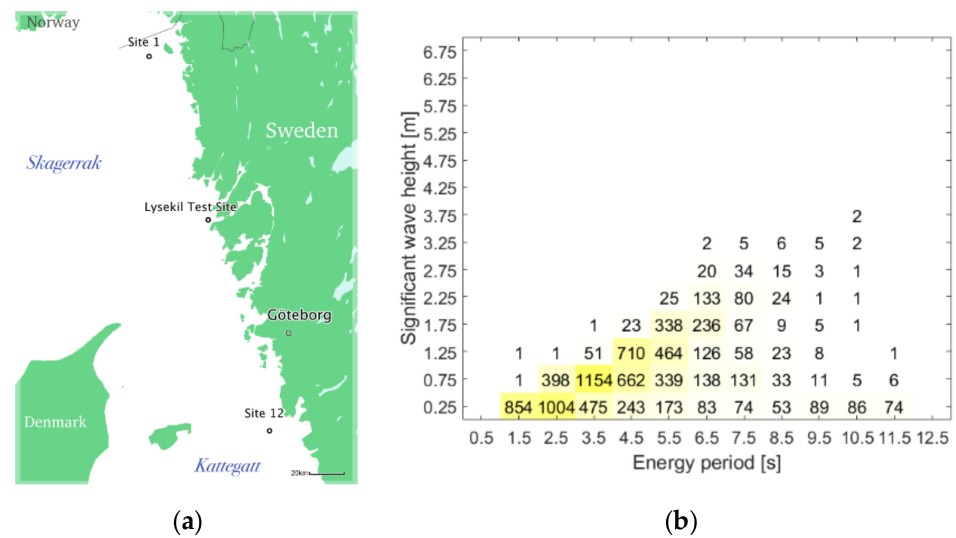 Norway
Site 1
Sweden
Skagerrak
Lysekil Test Site
Göteborg
Site 12
Denmark
Kattegatt
20km
(a)
Significant wave height [m]
6.75
6.25
5.75
5.25
4.75
4.25
3.75 2
3.25 2 5 6 5 2
2.75 20 34 15 3 1
2.25 25 133 80 24 1 1
1.75 1 23 338 236 67 9 5 1
1.25 1 1 51 710 464 126 58 23 8 1
0.75 1 398 1154 662 339 138 131 33 11 5 6
0.25 854 1004 475 243 173 83 74 53 89 86 74
0.5 1.5 2.5 3.5 4.5 5.5 6.5 7.5 8.5 9.5 10.5 11.5 12.5
Energy period [s]
(b)